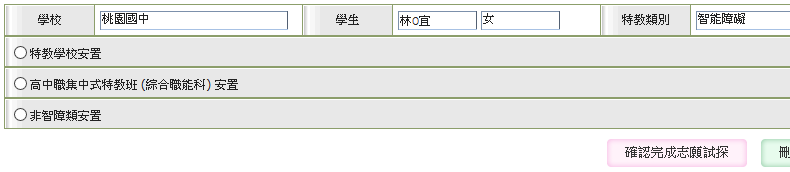 學校 桃園國中 學生 林0宜 女 特教類別 智能障礙
特教學校安置
高中職集中式特教班 (綜合職能科) 安置
非智障類安置
確認完成志願試探